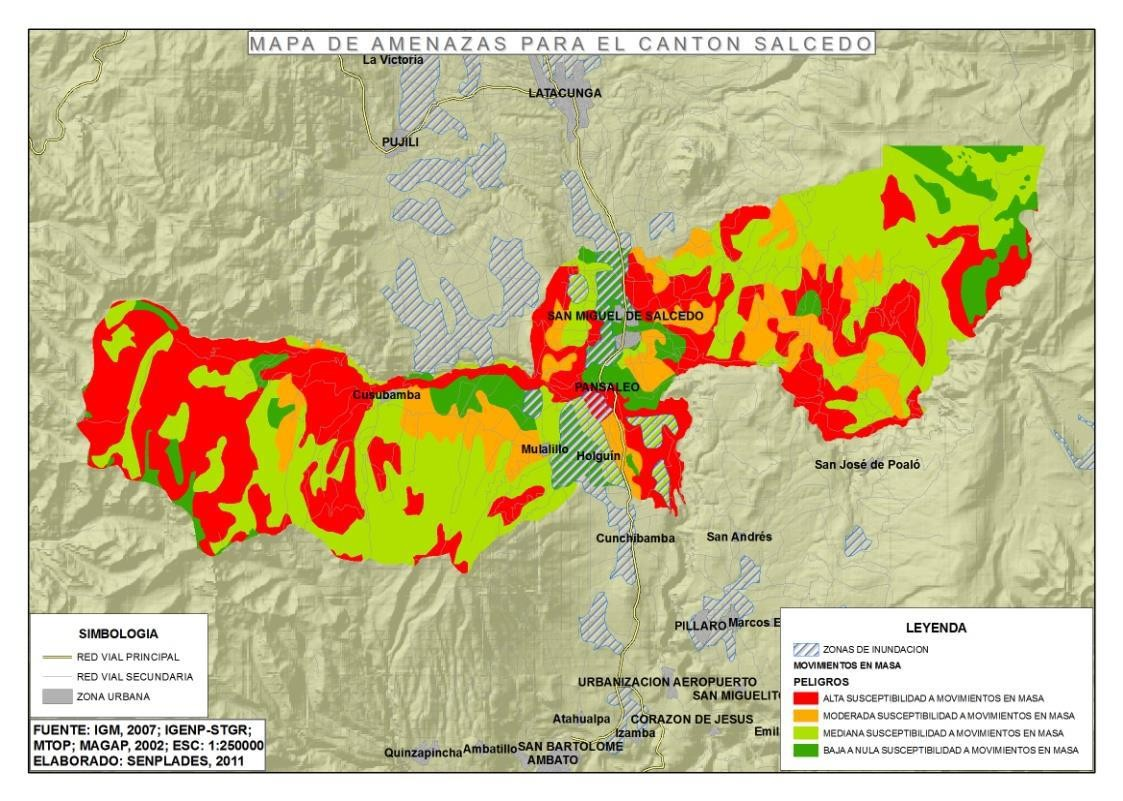 MAPA DE AMENAZAS PARA EL CANTON SALCEDO
La Victoria
LATACUNGA
PUJILI
SAN MIGUEL DE SALCEDO
PANSALEO
Cusubamba
Mulalillo
Holguín
San José de Poaló
Cunchibamba
San Andrés
PILLARO
Marcos E
URBANIZACION AEROPUERTO
SAN MIGUELIT
Atahualpa
CORAZON DE JESUS
Izamba
Emil
Quinzapincha
Ambatillo
SAN BARTOLOME
AMBATO
SIMBOLOGIA
RED VIAL PRINCIPAL
RED VIAL SECUNDARIA
ZONA URBANA
FUENTE: IGM, 2007; IGENP-STGR;
MTOP; MAGAP, 2002; ESC: 1:250000
ELABORADO: SENPLADES, 2011
LEYENDA
ZONAS DE INUNDACION
MOVIMIENTOS EN MASA
PELIGROS
ALTA SUSCEPTIBILIDAD A MOVIMIENTOS EN MASA
MODERADA SUSCEPTIBILIDAD A MOVIMIENTOS EN MASA
MEDIANA SUSCEPTIBILIDAD A MOVIMIENTOS EN MASA
BAJA A NULA SUSCEPTIBILIDAD A MOVIMIENTOS EN MASA